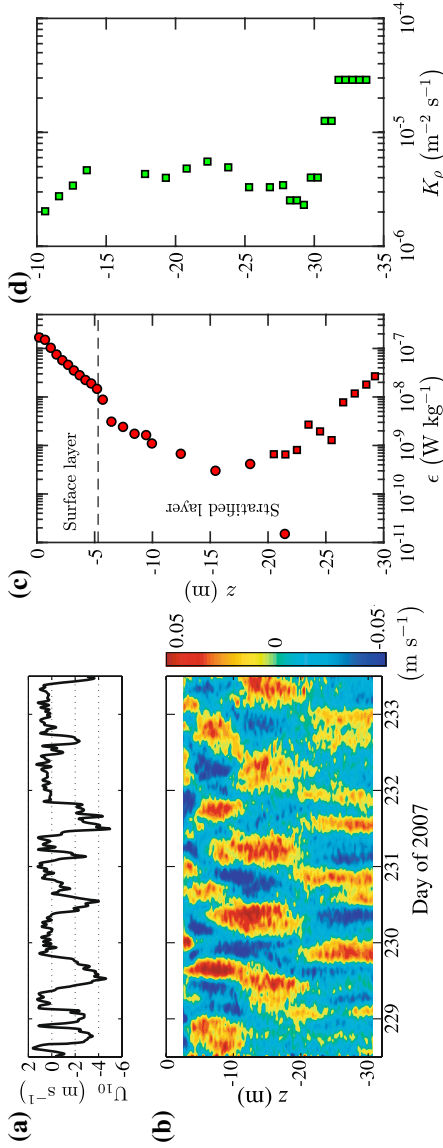 (a)
2
0
-2
-4
-6
U10 (m s−1)
(b)
-10
-20
-30
z (m)
229
230
231
232
233
Day of 2007
0.05
0
-0.05
(m s−1)
(c)
0
-5
-10
-15
-20
-25
-30
z (m)
Surface layer
Stratified layer
10-11
10-10
10-9
10-8
10-7
ϵ (W kg−1)
(d)
-10
-15
-20
-25
-30
-35
10-6
10-5
10-4
Kρ (m−2 s−1)